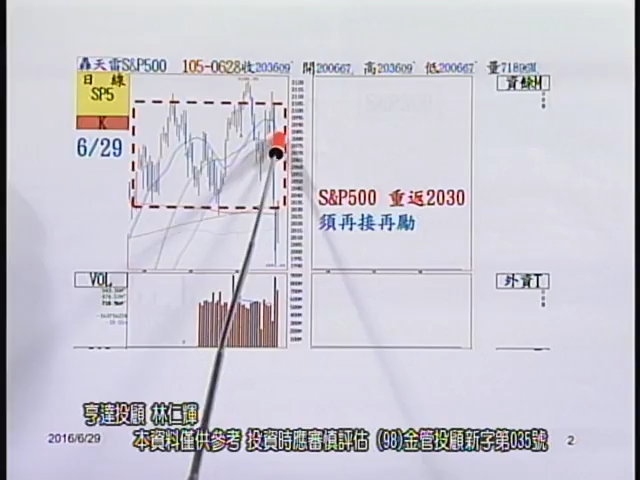 轟天雷S&P500 105-0628收203609 開200667 高203609 低200667 量71896M
日 線
SP5
K
6/29
資餘M
S&P500 重返2030
須再接再勵
VOL
外資T
亨達投顧 林仁輝
2016/6/29 本資料僅供參考 投資時應審慎評估 (98)金管投顧新字第035號 2